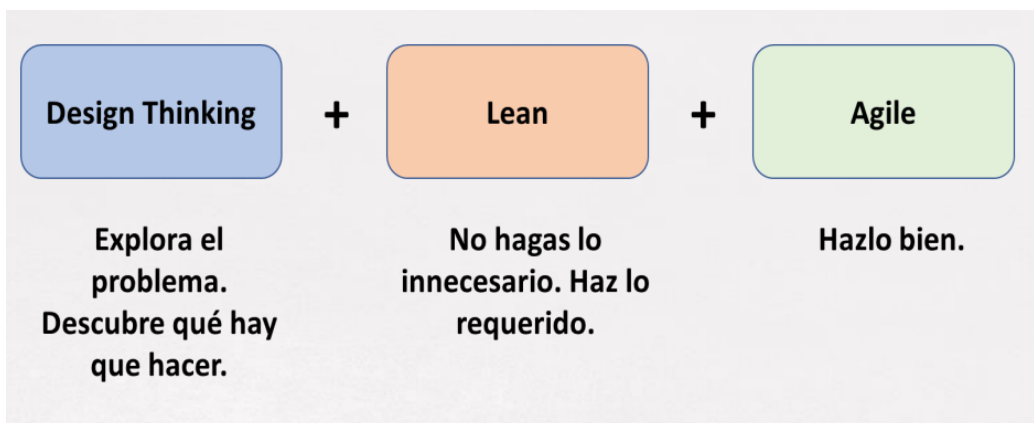 Design Thinking + Lean + Agile
Explora el
problema.
Descubre qué hay
que hacer.
No hagas lo
innecesario. Haz lo
requerido.
Hazlo bien.